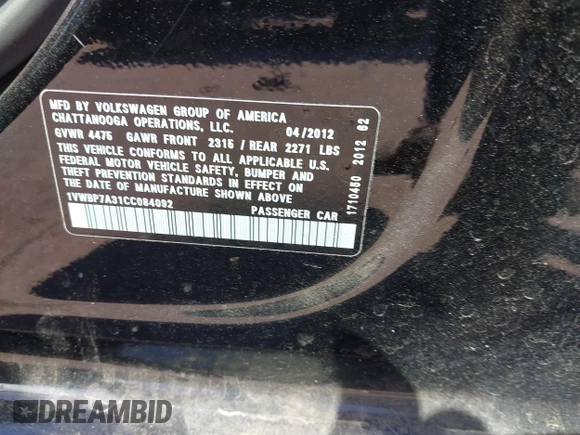 MFD BY VOLKSWAGEN GROUP OF AMERICA
CHATTANOOGA OPERATIONS, LLC. 04/2012
GVWR 4475 GAWR FRONT 2315 / REAR 2271 LBS
THIS VEHICLE CONFORMS TO ALL APPLICABLE U.S.
FEDERAL MOTOR VEHICLE SAFETY, BUMPER AND
THEFT PREVENTION STANDARDS IN EFFECT ON
THE DATE OF MANUFACTURE SHOWN ABOVE
1VWBP7A31CC084092 PASSENGER CAR
1710450 2012 62
DREAMBID